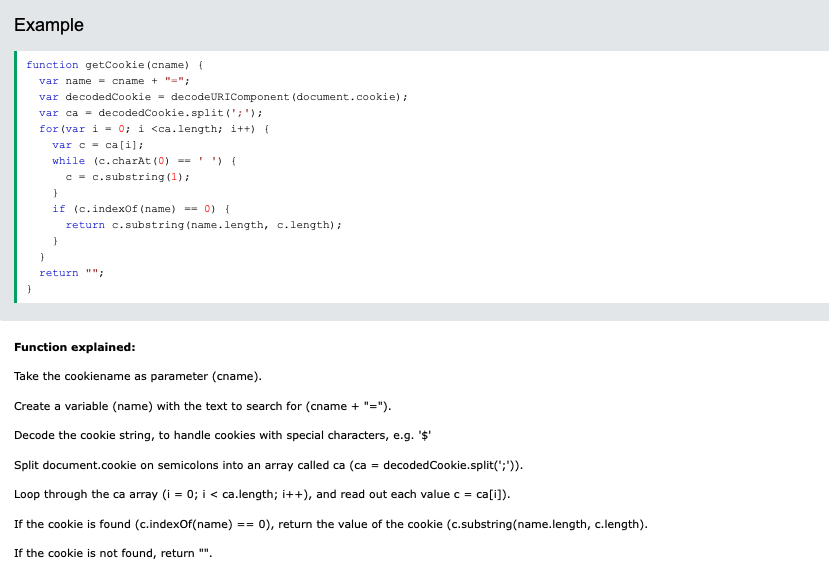 Example
function getCookie(cname) {
  var name = cname + "=";
  var decodedCookie = decodeURIComponent(document.cookie);
  var ca = decodedCookie.split(';');
  for(var i = 0; i <ca.length; i++) {
    var c = ca[i];
    while (c.charAt(0) == ' ') {
      c = c.substring(1);
    }
    if (c.indexOf(name) == 0) {
      return c.substring(name.length, c.length);
    }
  }
  return "";
}
Function explained:
Take the cookiename as parameter (cname).
Create a variable (name) with the text to search for (cname + "=").
Decode the cookie string, to handle cookies with special characters, e.g. '$'
Split document.cookie on semicolons into an array called ca (ca = decodedCookie.split(';')).
Loop through the ca array (i = 0; i < ca.length; i++), and read out each value c = ca[i]).
If the cookie is found (c.indexOf(name) == 0), return the value of the cookie (c.substring(name.length, c.length).
If the cookie is not found, return "".